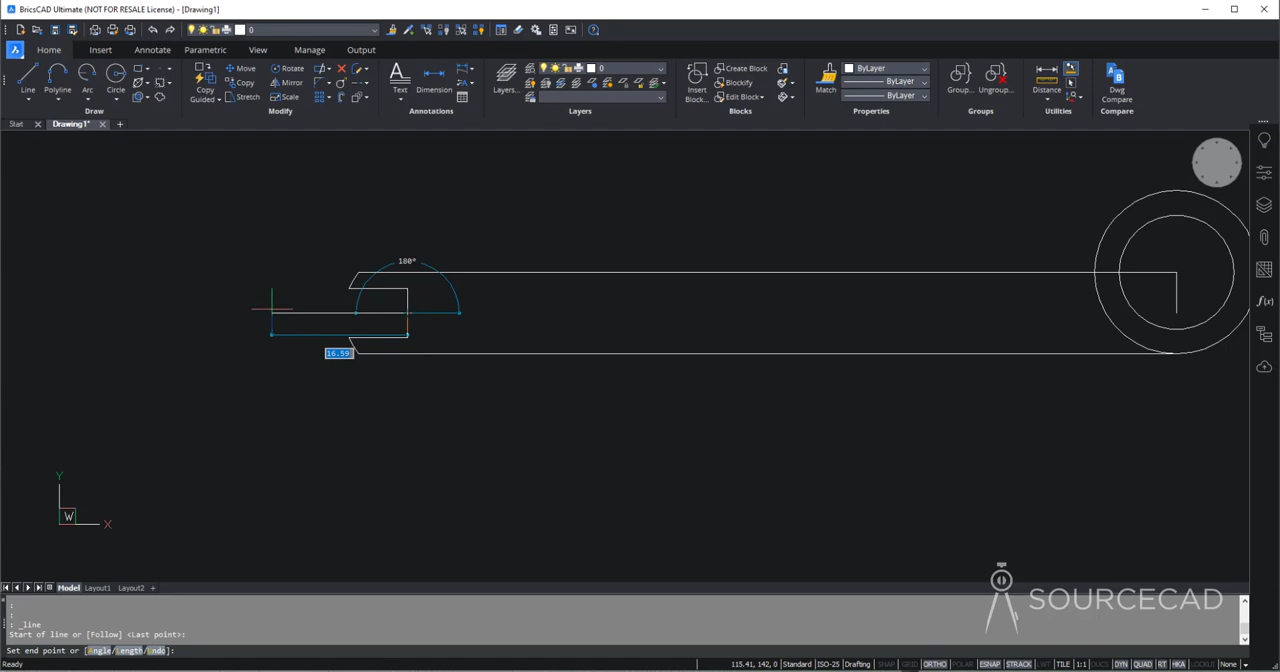 BricsCAD Ultimate (NOT FOR RESALE License) - [Drawing1]
0
Home Insert Annotate Parametric View Manage Output
Line Polyline Arc Circle
Draw
Copy Guided Move Copy Stretch Rotate Mirror Scale
Modify
Text Dimension
Annotations
Layers... 0
Layers
Insert Block... Create Block Blockify Edit Block
Blocks
Match ByLayer ByLayer ByLayer
Properties
Group... Ungroup...
Groups
Distance
Utilities
Dwg Compare
Compare
Start Drawing1*
180°
16.59
Y
W X
f(x)
SOURCECAD
Model Layout1 Layout2
:
:
: _line
Start of line or [Follow] <Last point>:
Set end point or [Angle/Length/Undo]:
Ready 115.41, 142, 0 Standard ISO-25 Drafting SNAP GRID ORTHO POLAR ESNAP STRACK LWT TILE 1:1 DYN QUAD RT HKA LOCKUI None